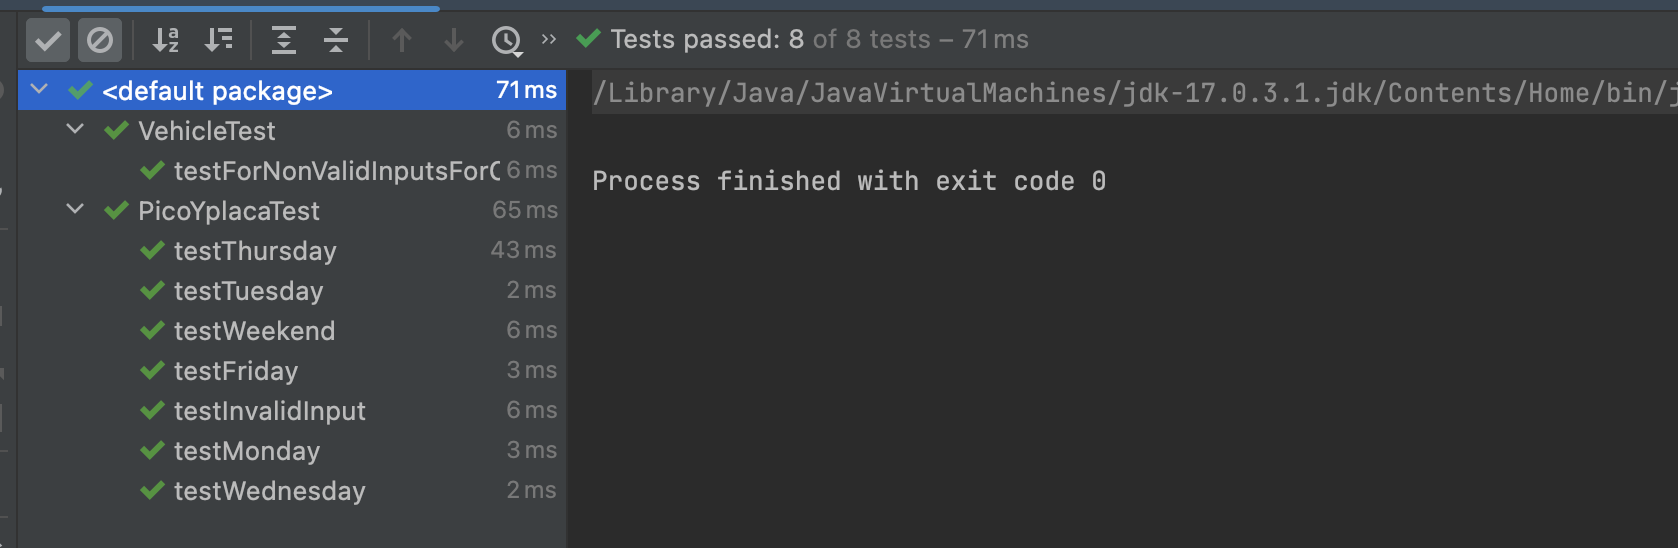 Tests passed: 8 of 8 tests – 71 ms
<default package> 71 ms
VehicleTest 6 ms
testForNonValidInputsForC 6 ms
PicoYplacaTest 65 ms
testThursday 43 ms
testTuesday 2 ms
testWeekend 6 ms
testFriday 3 ms
testInvalidInput 6 ms
testMonday 3 ms
testWednesday 2 ms
/Library/Java/JavaVirtualMachines/jdk-17.0.3.1.jdk/Contents/Home/bin/j
Process finished with exit code 0